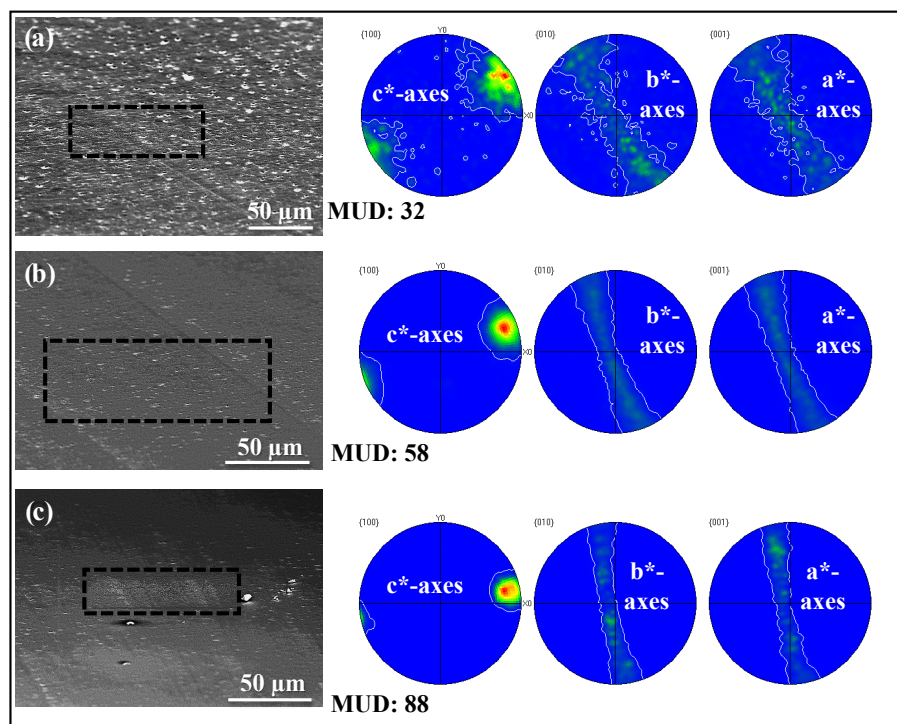 (a)
50 µm
{100}
Y0
c*-axes
X0
{010}
b*-
axes
{001}
a*-
axes
MUD: 32
(b)
50 µm
{100}
Y0
c*-axes
X0
{010}
b*-
axes
{001}
a*-
axes
MUD: 58
(c)
50 µm
{100}
Y0
c*-axes
X0
{010}
b*-
axes
{001}
a*-
axes
MUD: 88